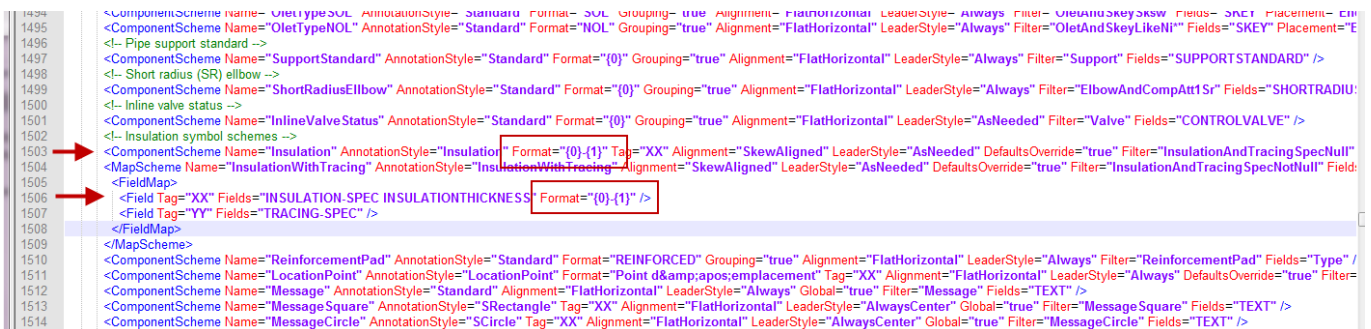 1494 <ComponentScheme Name="OletTypeSOL" AnnotationStyle="Standard" Format="SOL" Grouping="true" Alignment="FlatHorizontal" LeaderStyle="Always" Filter="OletAndSkeySksw" Fields="SKEY" Placement="En
1495 <ComponentScheme Name="OletTypeNOL" AnnotationStyle="Standard" Format="NOL" Grouping="true" Alignment="FlatHorizontal" LeaderStyle="Always" Filter="OletAndSkeyLikeNi*" Fields="SKEY" Placement="E
1496 <!-- Pipe support standard -->
1497 <ComponentScheme Name="SupportStandard" AnnotationStyle="Standard" Format="{0}" Grouping="true" Alignment="FlatHorizontal" LeaderStyle="Always" Filter="Support" Fields="SUPPORTSTANDARD" />
1498 <!-- Short radius (SR) ellbow -->
1499 <ComponentScheme Name="ShortRadiusEllbow" AnnotationStyle="Standard" Format="{0}" Grouping="true" Alignment="FlatHorizontal" LeaderStyle="Always" Filter="ElbowAndCompAtt1Sr" Fields="SHORTRADIU
1500 <!-- Inline valve status -->
1501 <ComponentScheme Name="InlineValveStatus" AnnotationStyle="Standard" Format="{0}" Grouping="true" Alignment="FlatHorizontal" LeaderStyle="AsNeeded" Filter="Valve" Fields="CONTROLVALVE" />
1502 <!-- Insulation symbol schemes -->
1503 <ComponentScheme Name="Insulation" AnnotationStyle="Insulation" Format="{0}-{1}" Tag="XX" Alignment="SkewAligned" LeaderStyle="AsNeeded" DefaultsOverride="true" Filter="InsulationAndTracingSpecNull"
1504 <MapScheme Name="InsulationWithTracing" AnnotationStyle="InsulationWithTracing" Alignment="SkewAligned" LeaderStyle="AsNeeded" DefaultsOverride="true" Filter="InsulationAndTracingSpecNotNull" Fields
1505 <FieldMap>
1506 <Field Tag="XX" Fields="INSULATION-SPEC INSULATIONTHICKNESS" Format="{0}-{1}" />
1507 <Field Tag="YY" Fields="TRACING-SPEC" />
1508 </FieldMap>
1509 </MapScheme>
1510 <ComponentScheme Name="ReinforcementPad" AnnotationStyle="Standard" Format="REINFORCED" Grouping="true" Alignment="FlatHorizontal" LeaderStyle="Always" Filter="ReinforcementPad" Fields="Type" /
1511 <ComponentScheme Name="LocationPoint" AnnotationStyle="LocationPoint" Format="Point d&amp;apos;emplacement" Tag="XX" Alignment="FlatHorizontal" LeaderStyle="Always" DefaultsOverride="true" Filter=
1512 <ComponentScheme Name="Message" AnnotationStyle="Standard" Alignment="FlatHorizontal" LeaderStyle="Always" Global="true" Filter="Message" Fields="TEXT" />
1513 <ComponentScheme Name="MessageSquare" AnnotationStyle="SRectangle" Tag="XX" Alignment="FlatHorizontal" LeaderStyle="AlwaysCenter" Global="true" Filter="MessageSquare" Fields="TEXT" />
1514 <ComponentScheme Name="MessageCircle" AnnotationStyle="SCircle" Tag="XX" Alignment="FlatHorizontal" LeaderStyle="AlwaysCenter" Global="true" Filter="MessageCircle" Fields="TEXT" />